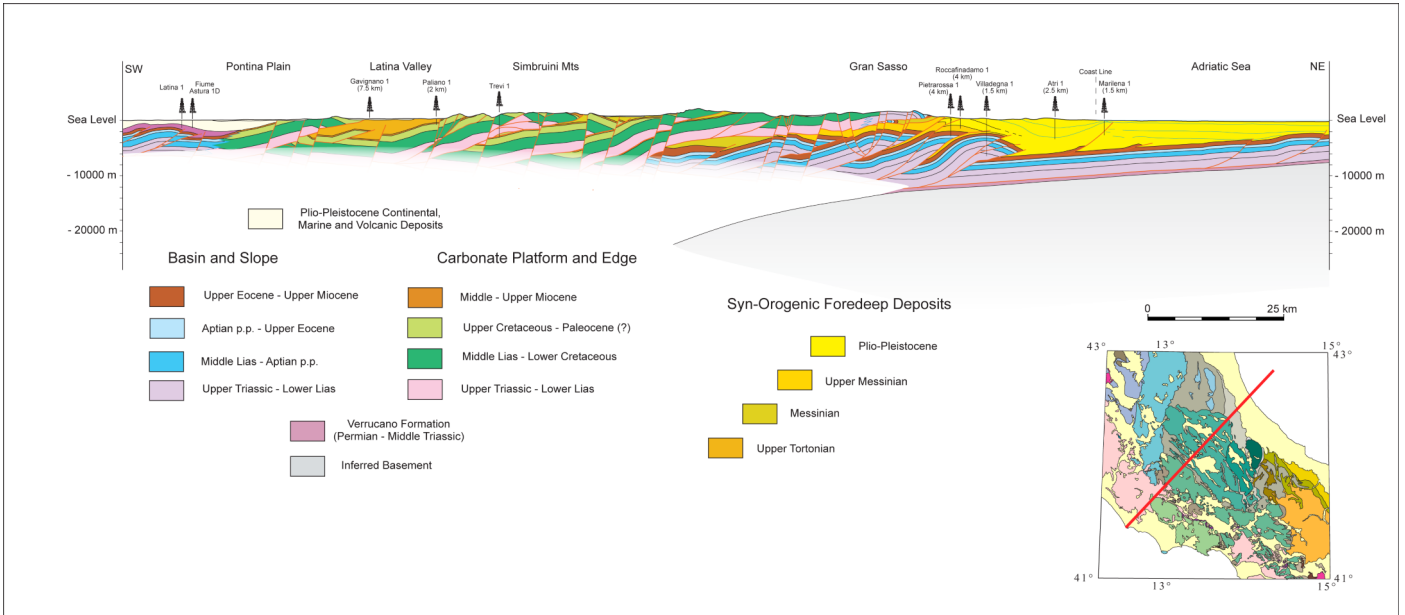 SW
Pontina Plain
Latina Valley
Simbruini Mts
Gran Sasso
Adriatic Sea
NE
Latina 1
Fiume
Astura 1D
Gavignano 1
(7.5 km)
Paliano 1
(2 km)
Trevi 1
Pietrarossa 1
(4 km)
Roccafinadamo 1
(4 km)
Villadegna 1
(1.5 km)
Atri 1
(2.5 km)
Coast Line
Marilena 1
(1.5 km)
Sea Level
Sea Level
- 10000 m
- 10000 m
- 20000 m
- 20000 m
Plio-Pleistocene Continental,
Marine and Volcanic Deposits
Basin and Slope
Upper Eocene - Upper Miocene
Aptian p.p. - Upper Eocene
Middle Lias - Aptian p.p.
Upper Triassic - Lower Lias
Carbonate Platform and Edge
Middle - Upper Miocene
Upper Cretaceous - Paleocene (?)
Middle Lias - Lower Cretaceous
Upper Triassic - Lower Lias
Verrucano Formation
(Permian - Middle Triassic)
Inferred Basement
Syn-Orogenic Foredeep Deposits
Plio-Pleistocene
Upper Messinian
Messinian
Upper Tortonian
0
25 km
43°
13°
15°
43°
41°
13°
15°
41°